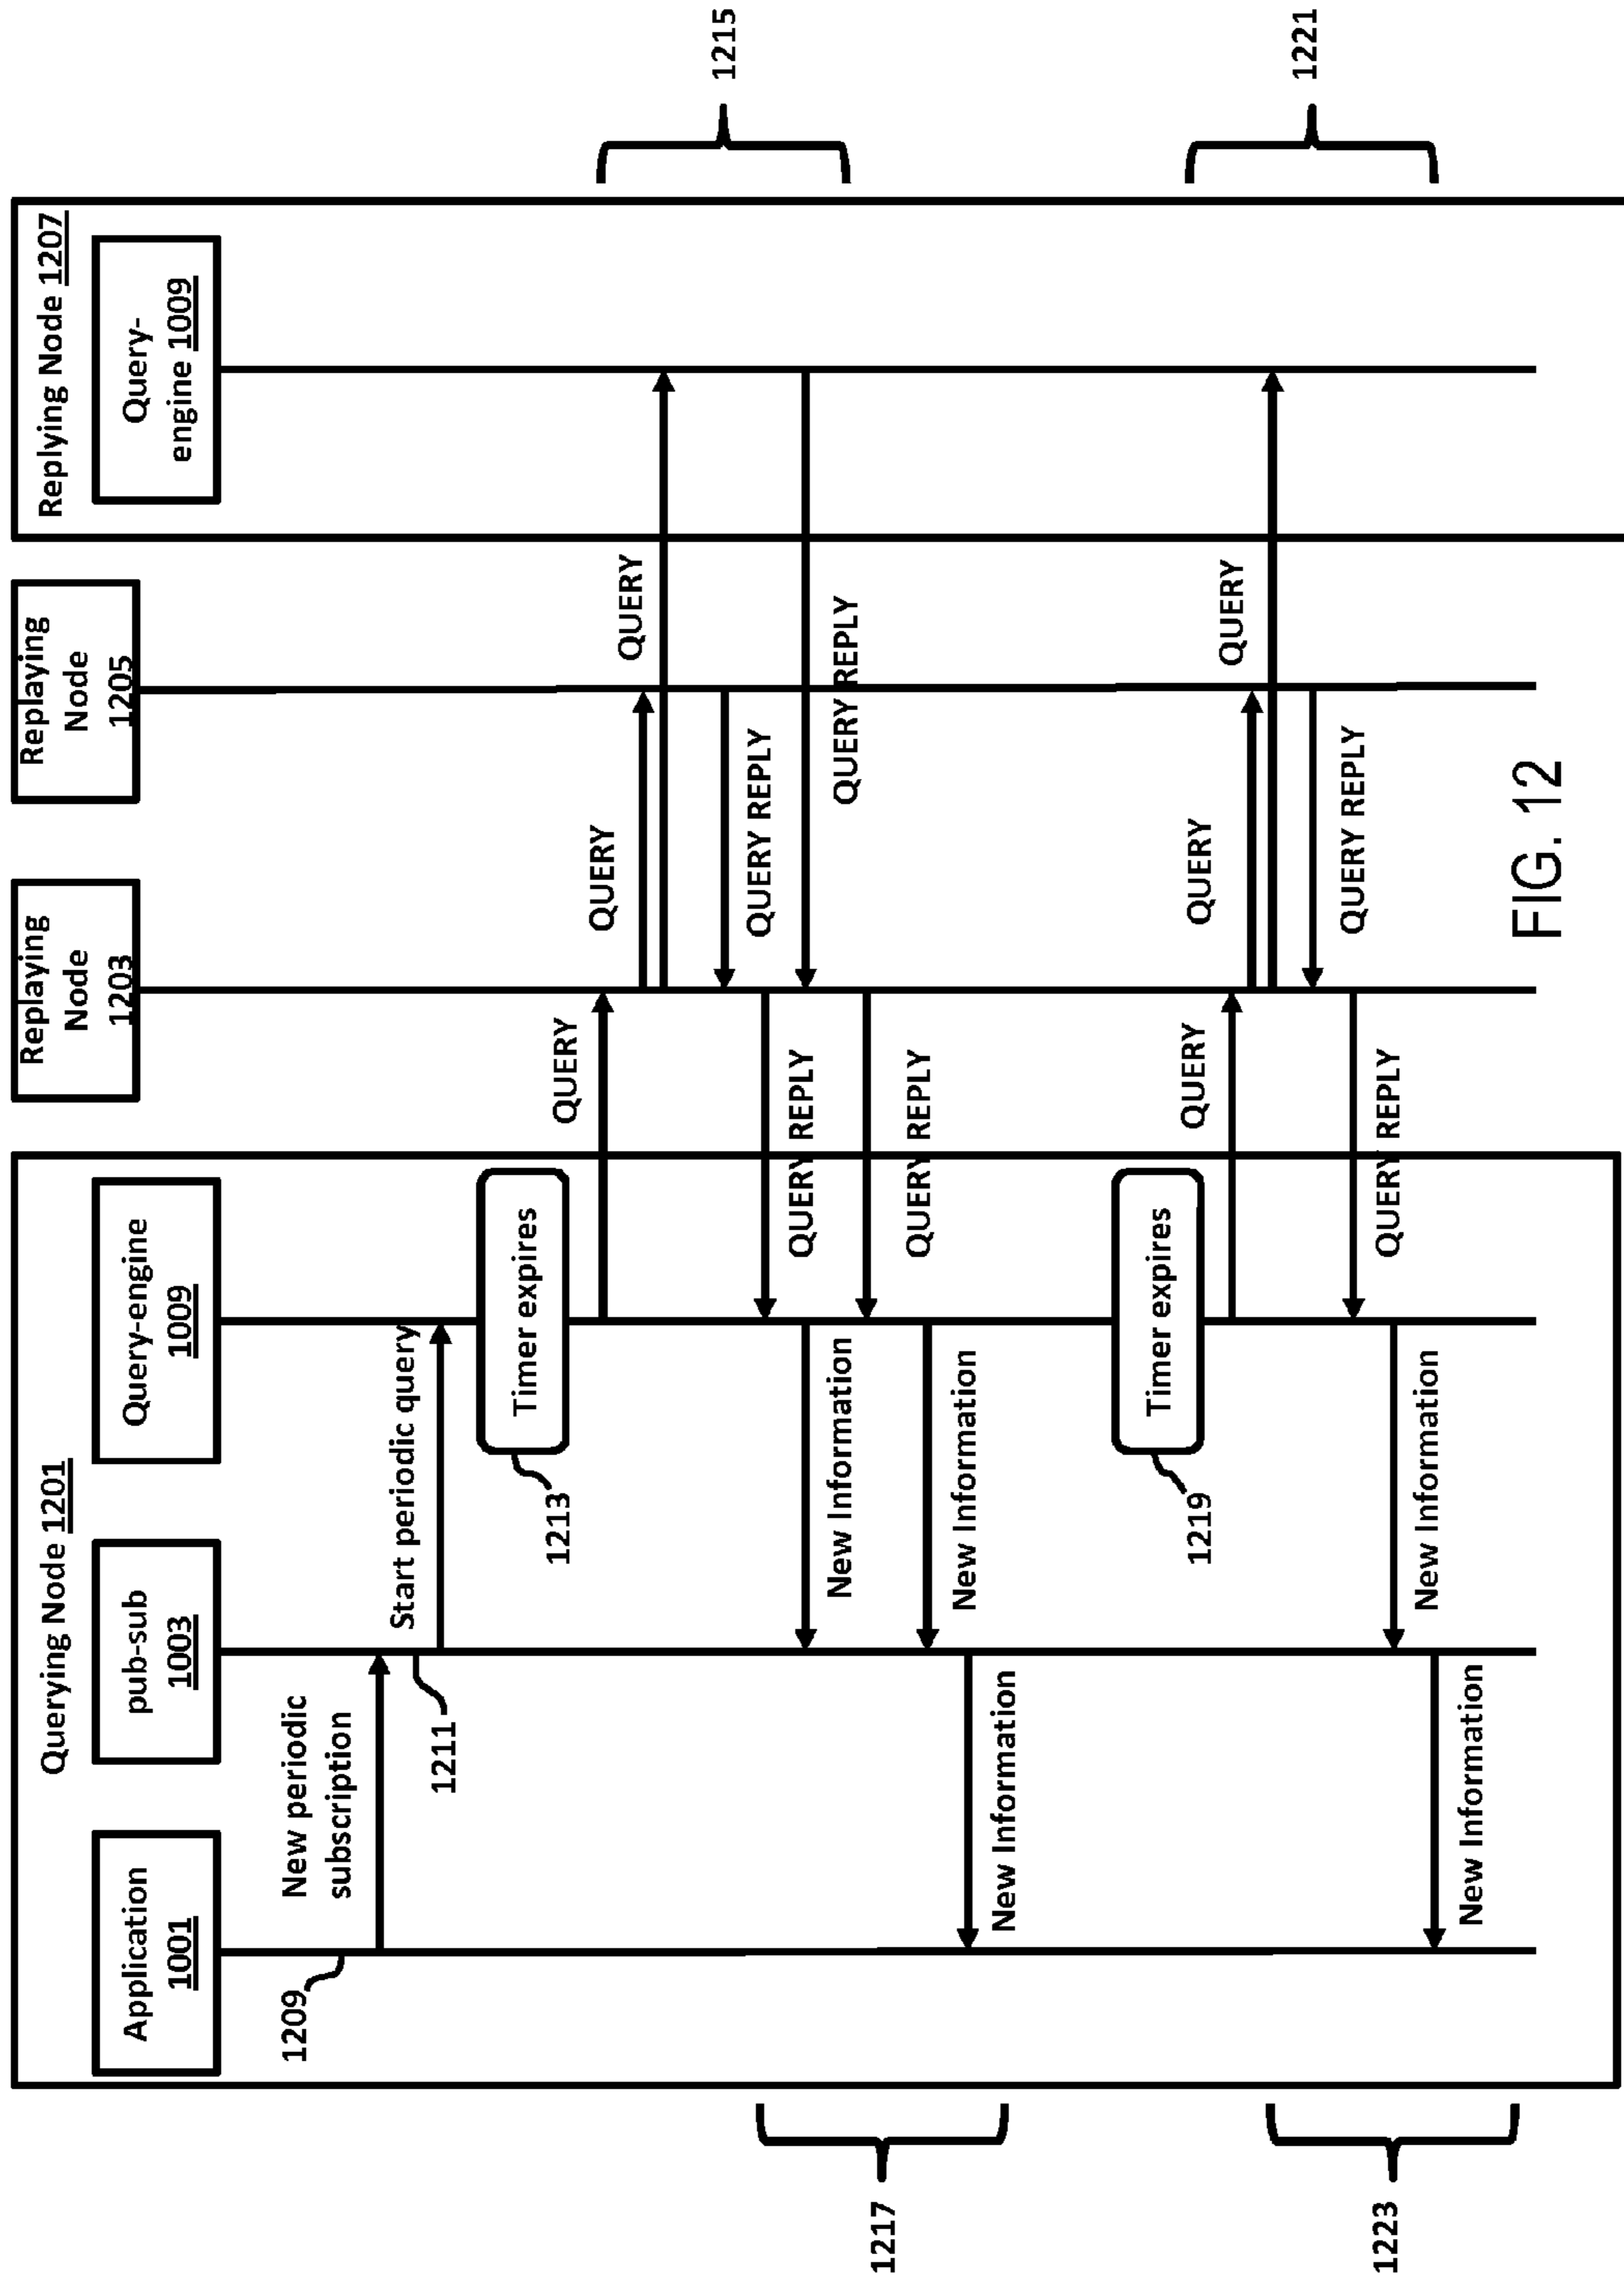 Querying Node 1201
Application
1001
pub-sub
1003
Query-engine
1009
Replaying
Node
1203
Replaying
Node
1205
Replying Node 1207
Query-
engine 1009
1209
New periodic
subscription
1211
Start periodic query
1213
Timer expires
QUERY
QUERY
QUERY
1215
QUERY REPLY
QUERY REPLY
QUERY REPLY
QUERY REPLY
New Information
New Information
New Information
1217
1219
Timer expires
QUERY
QUERY
QUERY
1221
QUERY REPLY
QUERY REPLY
New Information
New Information
1223
FIG. 12